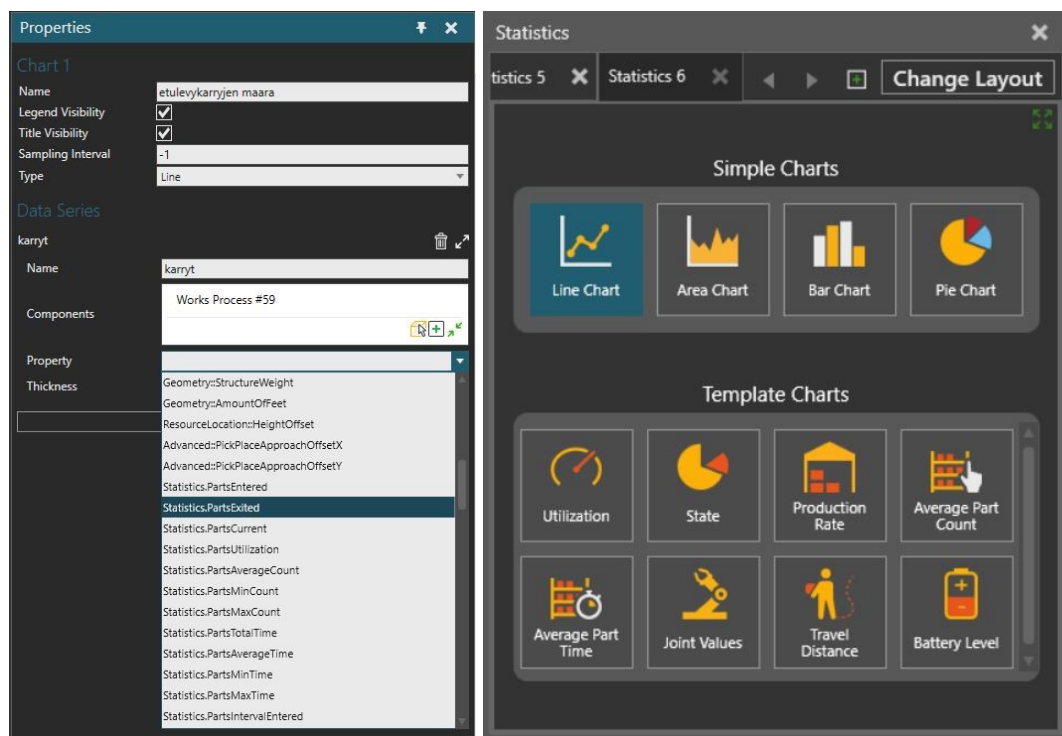 Properties
Chart 1
Name etulevykarryjen maara
Legend Visibility
Title Visibility
Sampling Interval -1
Type Line
Data Series
karryt
Name karryt
Components Works Process #59
Property
Thickness
Geometry::StructureWeight
Geometry::AmountOfFeet
ResourceLocation::HeightOffset
Advanced::PickPlaceApproachOffsetX
Advanced::PickPlaceApproachOffsetY
Statistics.PartsEntered
Statistics.PartsExited
Statistics.PartsCurrent
Statistics.PartsUtilization
Statistics.PartsAverageCount
Statistics.PartsMinCount
Statistics.PartsMaxCount
Statistics.PartsTotalTime
Statistics.PartsAverageTime
Statistics.PartsMinTime
Statistics.PartsMaxTime
Statistics.PartsIntervalEntered
Statistics
tistics 5 Statistics 6 Change Layout
Simple Charts
Line Chart Area Chart Bar Chart Pie Chart
Template Charts
Utilization State Production Rate Average Part Count
Average Part Time Joint Values Travel Distance Battery Level